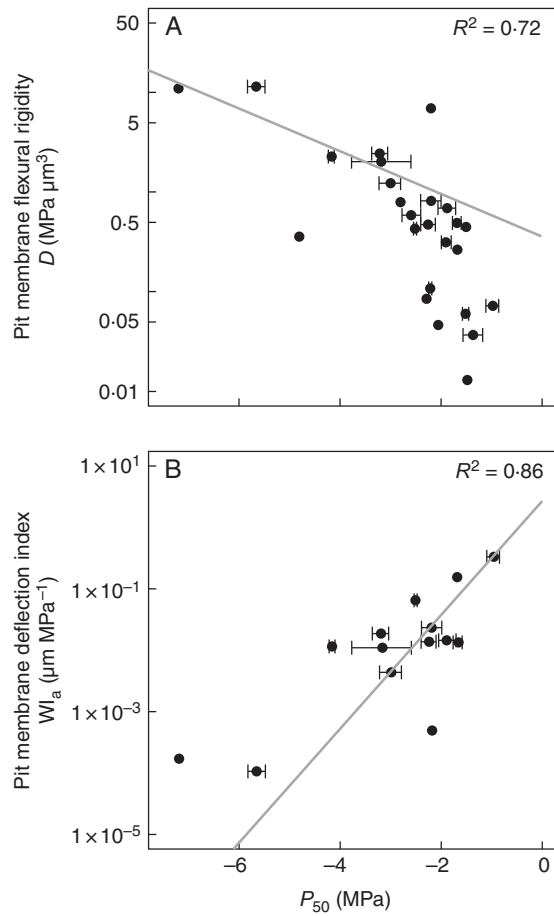 A
R² = 0·72
50
5
0·5
0·05
0·01
Pit membrane flexural rigidity
D (MPa μm³)
B
R² = 0·86
1 × 10¹
1 × 10⁻¹
1 × 10⁻³
1 × 10⁻⁵
Pit membrane deflection index
WIₐ (μm MPa⁻¹)
−6
−4
−2
0
P₅₀ (MPa)